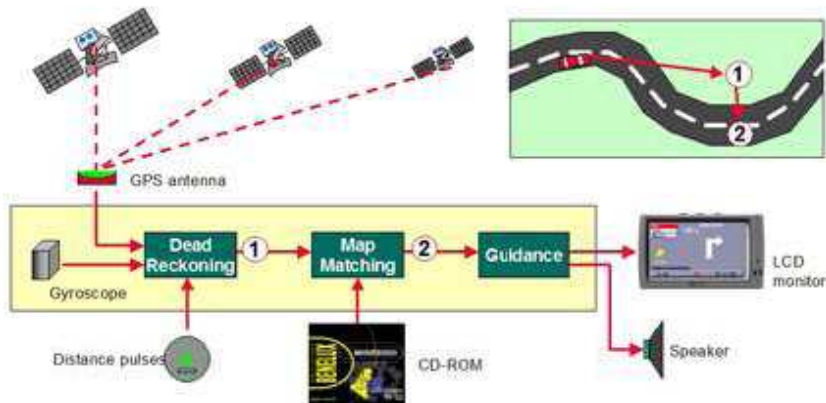 1
2
GPS antenna
Dead
Reckoning
1
Map
Matching
2
Guidance
Gyroscope
LCD
monitor
Distance pulses
BENELUX
CD-ROM
Speaker